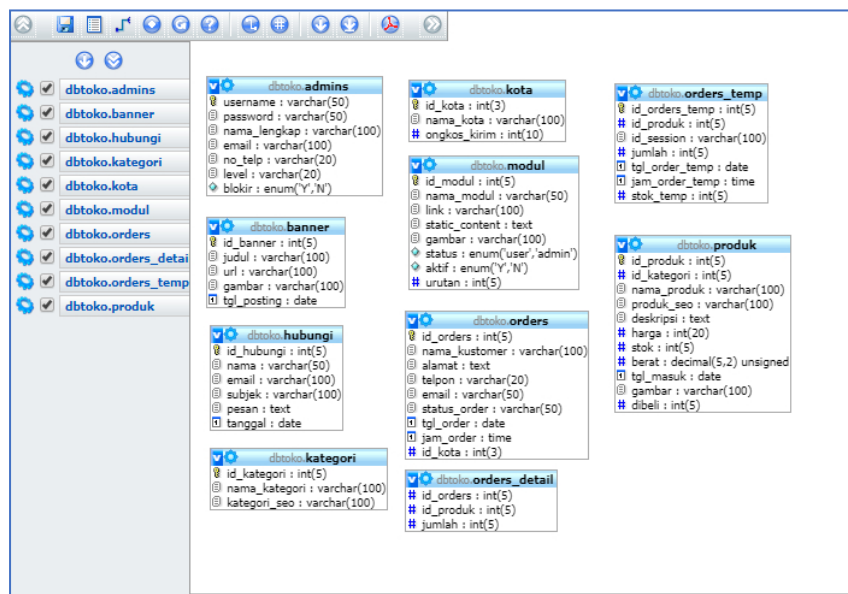 dbtoko.admins
dbtoko.banner
dbtoko.hubungi
dbtoko.kategori
dbtoko.kota
dbtoko.modul
dbtoko.orders
dbtoko.orders_detai
dbtoko.orders_temp
dbtoko.produk
dbtoko.admins
username : varchar(50)
password : varchar(50)
nama_lengkap : varchar(100)
email : varchar(100)
no_telp : varchar(20)
level : varchar(20)
blokir : enum('Y','N')
dbtoko.banner
id_banner : int(5)
judul : varchar(100)
url : varchar(100)
gambar : varchar(100)
tgl_posting : date
dbtoko.hubungi
id_hubungi : int(5)
nama : varchar(50)
email : varchar(100)
subjek : varchar(100)
pesan : text
tanggal : date
dbtoko.kategori
id_kategori : int(5)
nama_kategori : varchar(100)
kategori_seo : varchar(100)
dbtoko.kota
id_kota : int(3)
nama_kota : varchar(100)
ongkos_kirim : int(10)
dbtoko.modul
id_modul : int(5)
nama_modul : varchar(50)
link : varchar(100)
static_content : text
gambar : varchar(100)
status : enum('user','admin')
aktif : enum('Y','N')
urutan : int(5)
dbtoko.orders
id_orders : int(5)
nama_kustomer : varchar(100)
alamat : text
telpon : varchar(20)
email : varchar(50)
status_order : varchar(50)
tgl_order : date
jam_order : time
id_kota : int(3)
dbtoko.orders_detail
id_orders : int(5)
id_produk : int(5)
jumlah : int(5)
dbtoko.orders_temp
id_orders_temp : int(5)
id_produk : int(5)
id_session : varchar(100)
jumlah : int(5)
tgl_order_temp : date
jam_order_temp : time
stok_temp : int(5)
dbtoko.produk
id_produk : int(5)
id_kategori : int(5)
nama_produk : varchar(100)
produk_seo : varchar(100)
deskripsi : text
harga : int(20)
stok : int(5)
berat : decimal(5,2) unsigned
tgl_masuk : date
gambar : varchar(100)
dibeli : int(5)